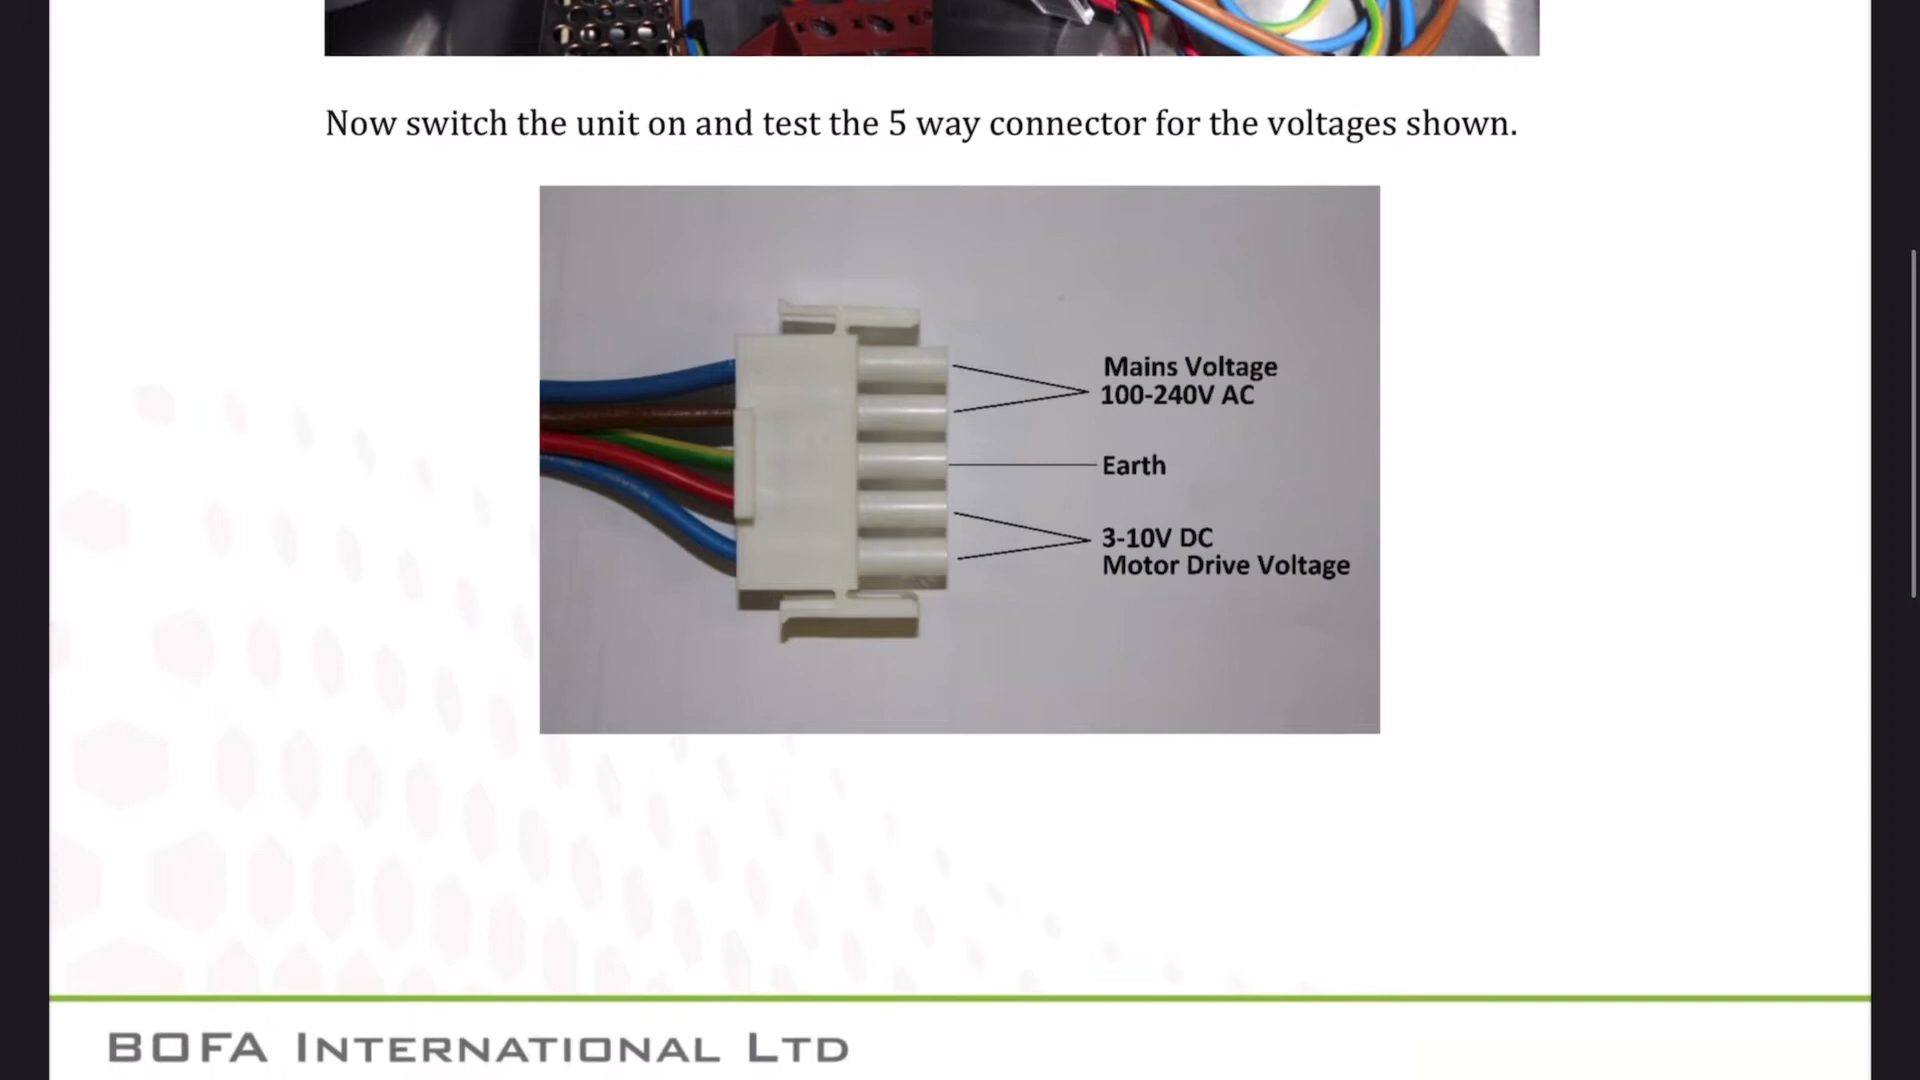 Now switch the unit on and test the 5 way connector for the voltages shown.
Mains Voltage
100-240V AC
Earth
3-10V DC
Motor Drive Voltage
BOFA INTERNATIONAL LTD